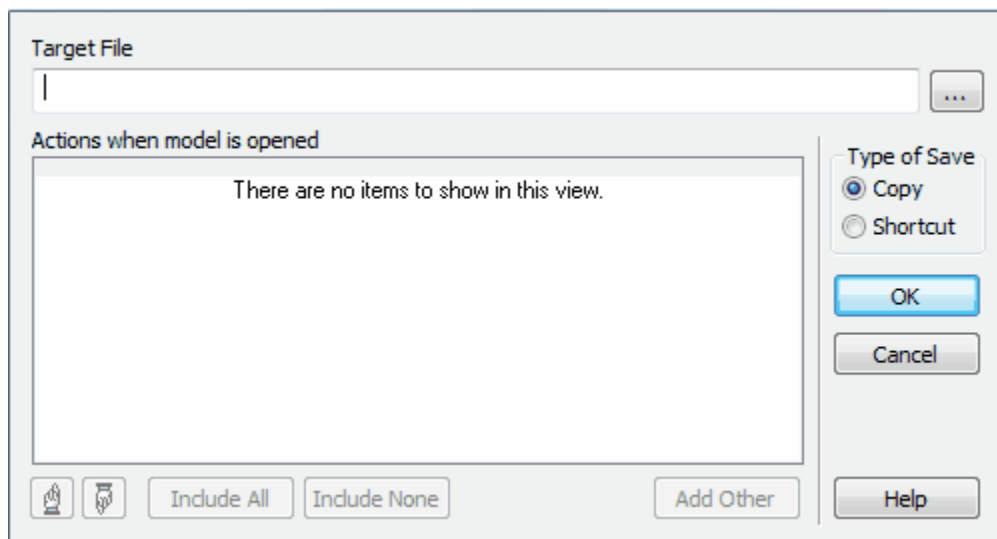 Target File
...
Actions when model is opened
There are no items to show in this view.
Type of Save
Copy
Shortcut
OK
Cancel
Include All
Include None
Add Other
Help